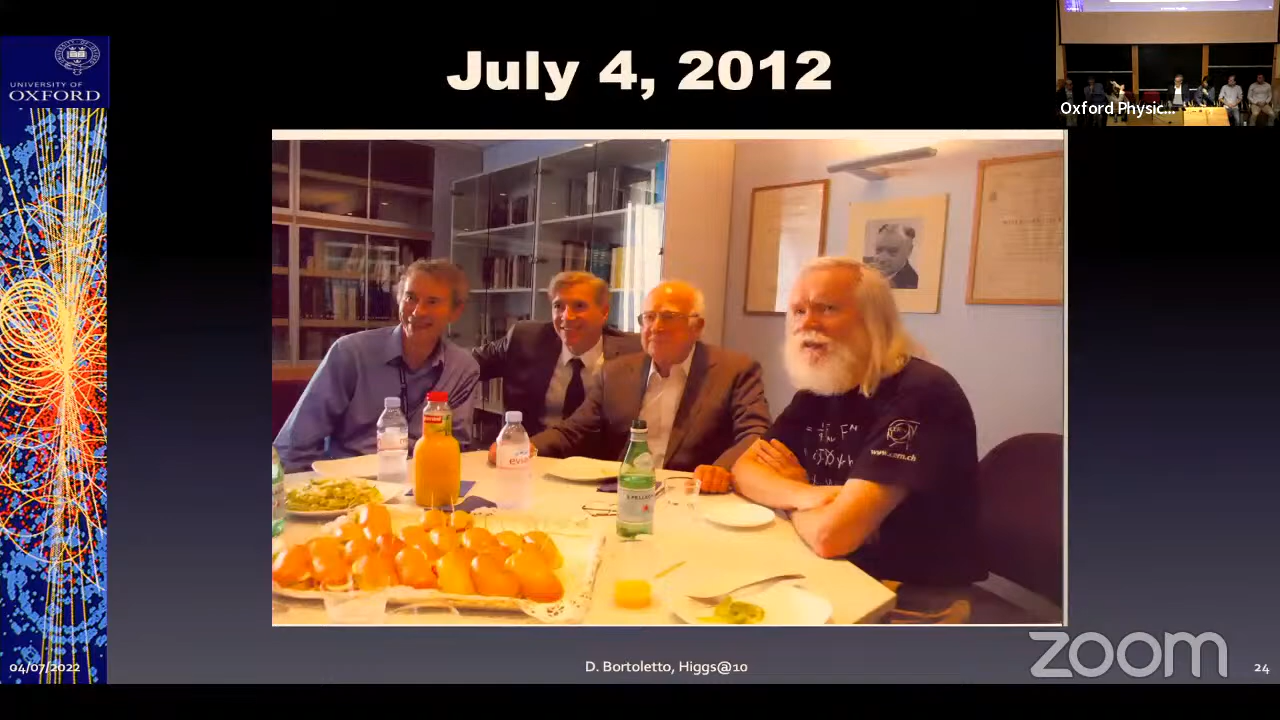 July 4, 2012
UNIVERSITY OF
OXFORD
Oxford Physic...
evian
www.cern.ch
04/07/2022
D. Bortoletto, Higgs@10
24
zoom